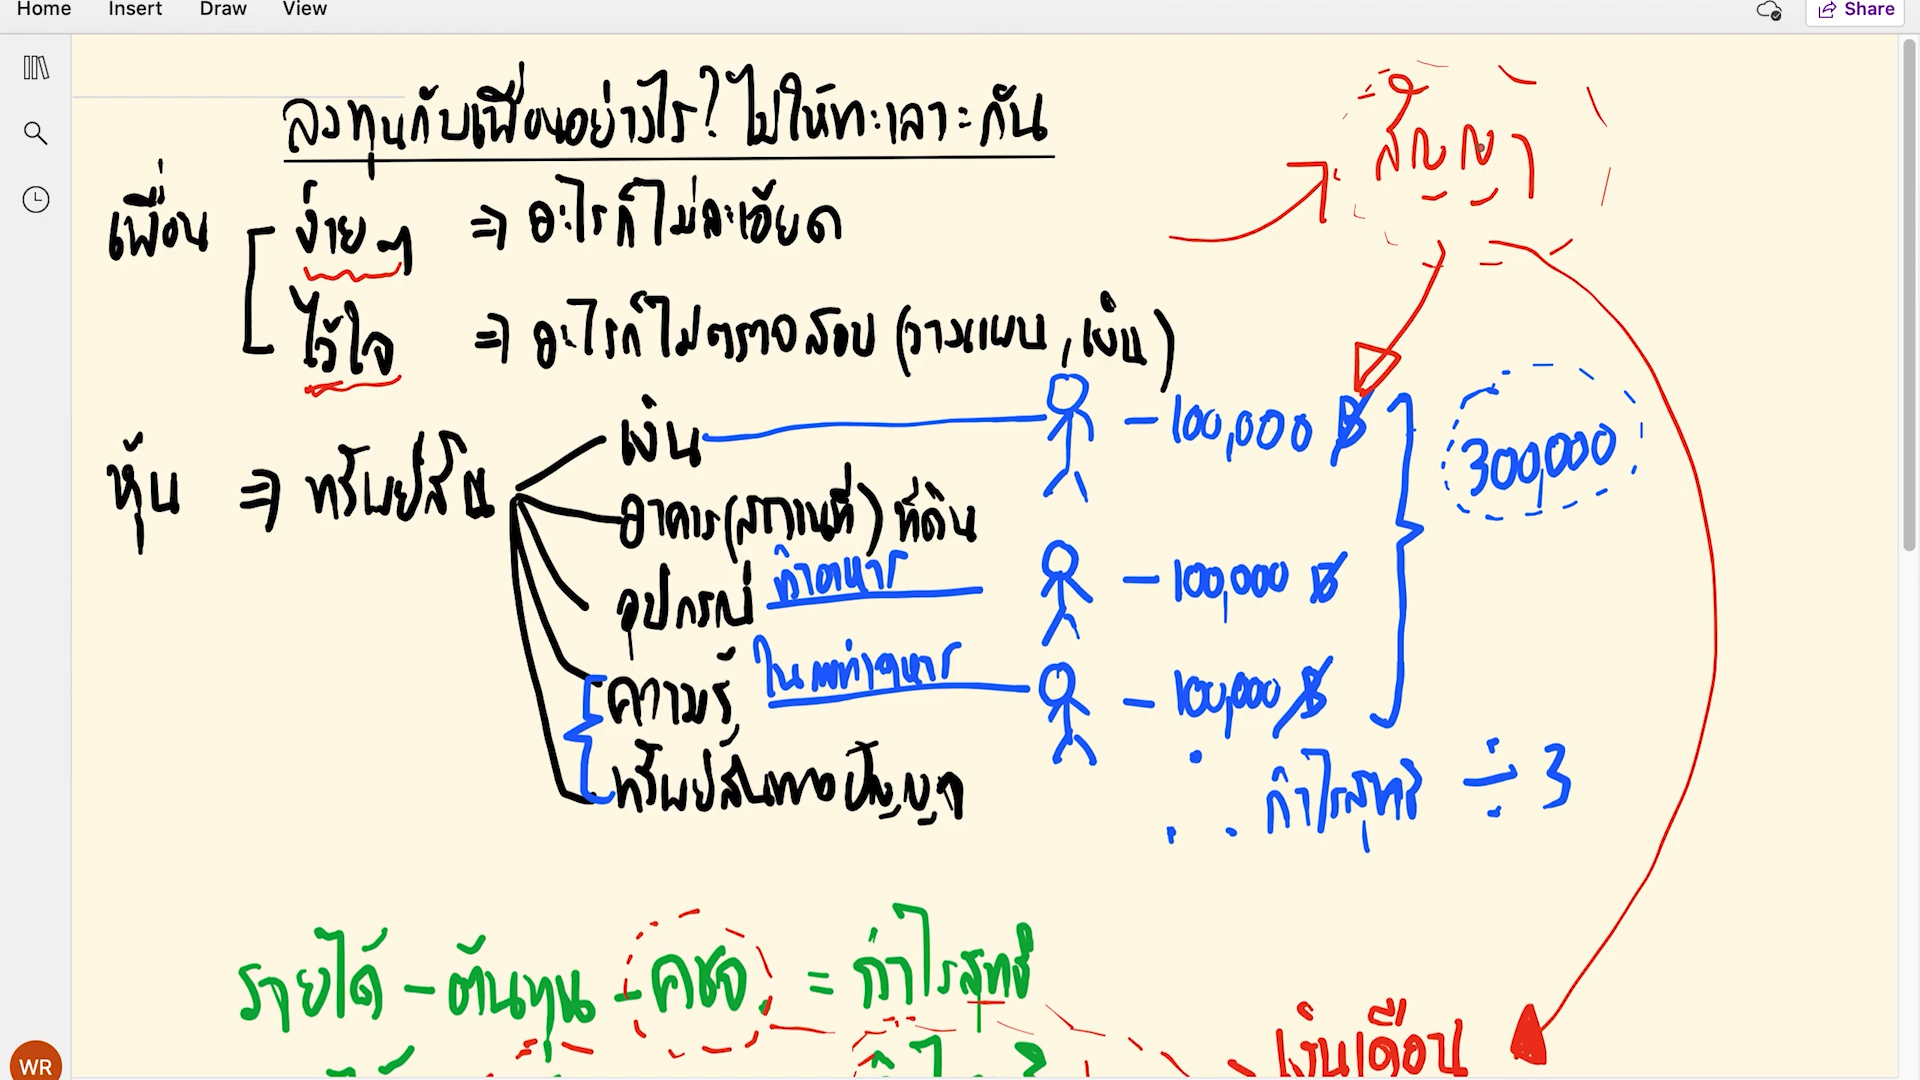 Home Insert Draw View Share
ลงทุนกับเพื่อนอย่างไร? ไม่ให้ทะเลาะกัน
สัญญา
เพื่อน ง่ายๆ ⇒ อะไรก็ไม่ละเอียด
ไว้ใจ ⇒ อะไรก็ไม่ตรวจสอบ (วางแผน, เงิน)
หุ้น ⇒ ทรัพย์สิน
เงิน — 100,000 ฿
300,000
อาคาร(สถานที่) ที่ดิน
อุปกรณ์ ทำอาหาร — 100,000 ฿
ความรู้ ในการทำอาหาร — 100,000 ฿
ทรัพย์สินทางปัญญา
∴ กำไรสุทธิ ÷ 3
รายได้ - ต้นทุน - คชจ. = กำไรสุทธิ
เงินเดือน
WR